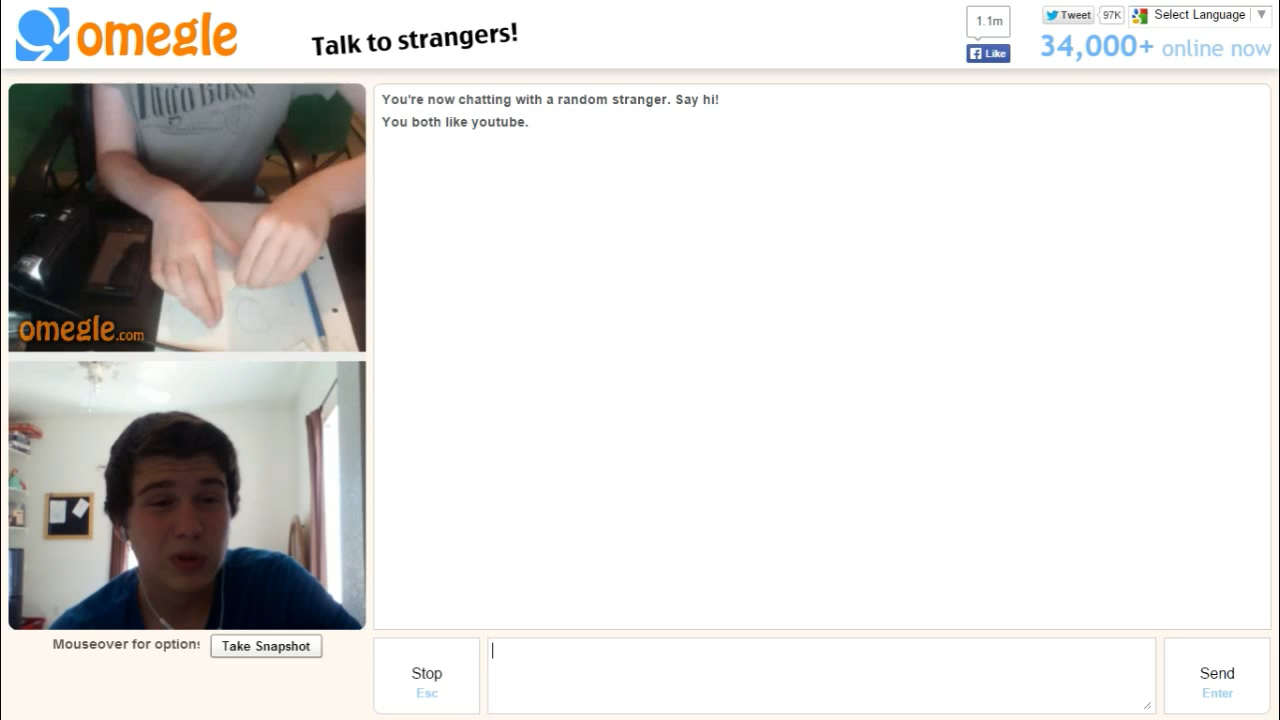 omegle
Talk to strangers!
1.1m
Like
Tweet
97K
Select Language
34,000+ online now
Hugo Boss
omegle.com
You're now chatting with a random stranger. Say hi!
You both like youtube.
Mouseover for options
Take Snapshot
Stop
Esc
Send
Enter